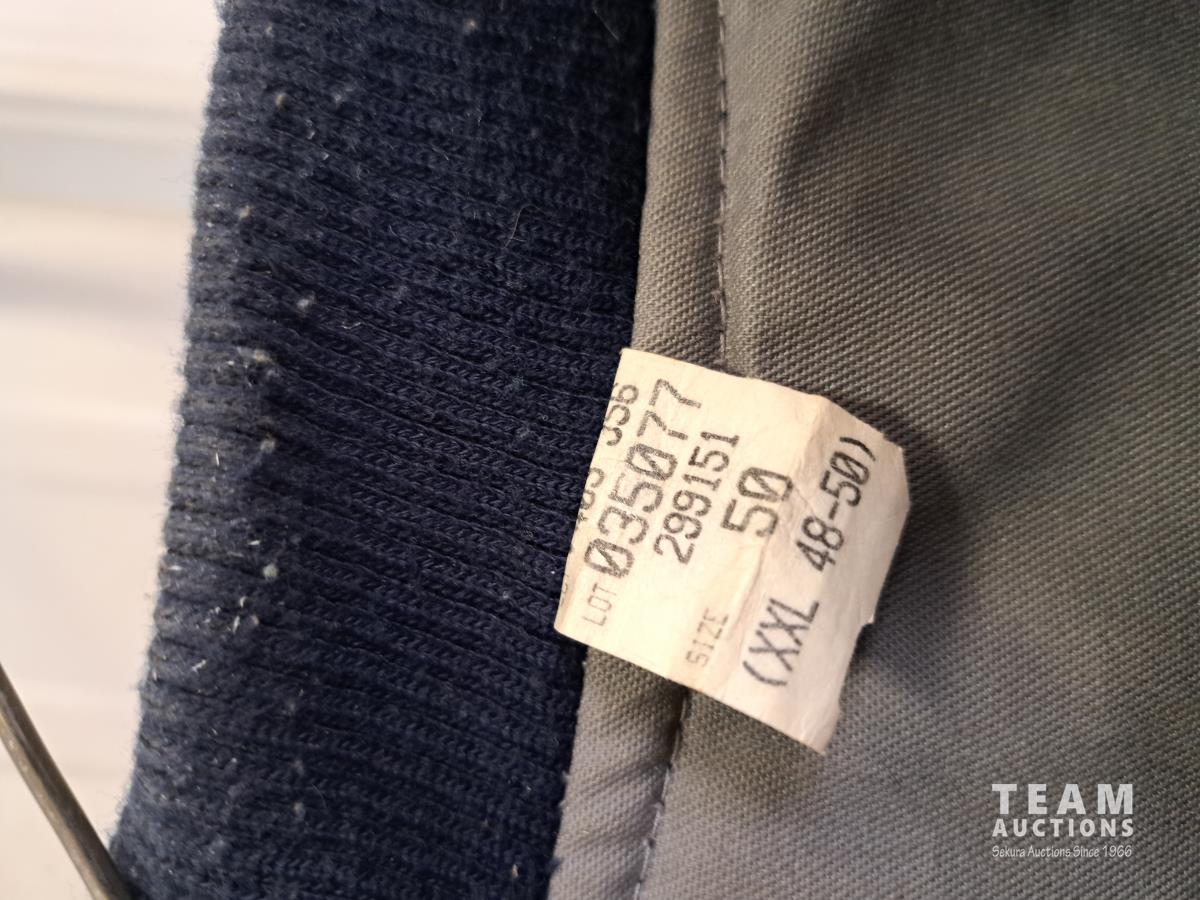 LOT 035077
299151
SIZE 50
(XXL 48-50)
TEAM
AUCTIONS
Sekura Auctions Since 1966